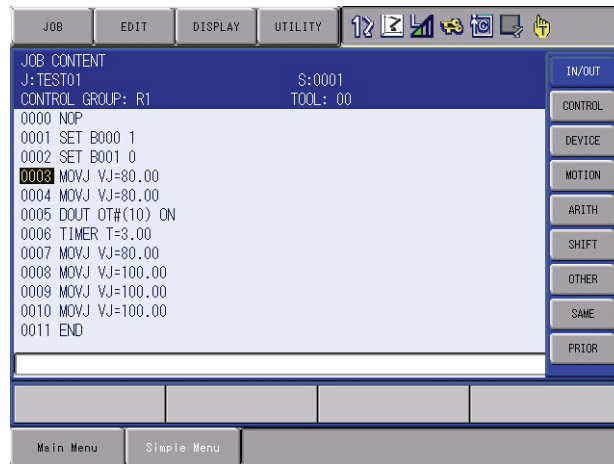 JOB EDIT DISPLAY UTILITY
JOB CONTENT
J:TEST01 S:0001
CONTROL GROUP: R1 TOOL: 00
0000 NOP
0001 SET B000 1
0002 SET B001 0
0003 MOVJ VJ=80.00
0004 MOVJ VJ=80.00
0005 DOUT OT#(10) ON
0006 TIMER T=3.00
0007 MOVJ VJ=80.00
0008 MOVJ VJ=100.00
0009 MOVJ VJ=100.00
0010 MOVJ VJ=100.00
0011 END
IN/OUT
CONTROL
DEVICE
MOTION
ARITH
SHIFT
OTHER
SAME
PRIOR
Main Menu Simple Menu